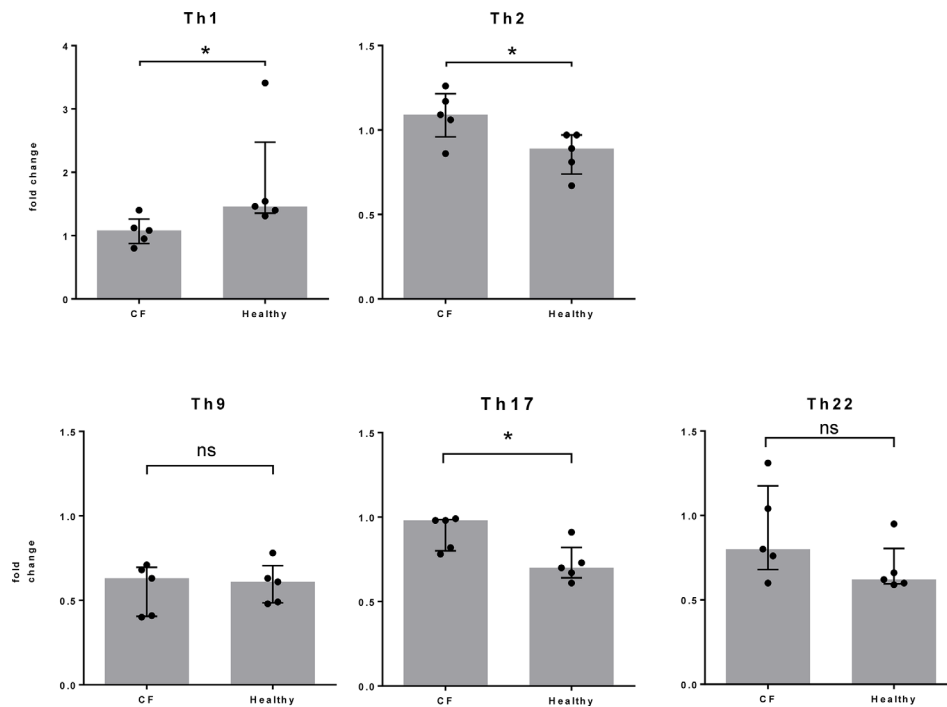 Th1
*
4
3
2
1
0
fold change
CF
Healthy
Th2
*
1.5
1.0
0.5
0.0
CF
Healthy
Th9
ns
1.5
1.0
0.5
0.0
fold
change
CF
Healthy
Th17
*
1.5
1.0
0.5
0.0
CF
Healthy
Th22
ns
1.5
1.0
0.5
0.0
CF
Healthy